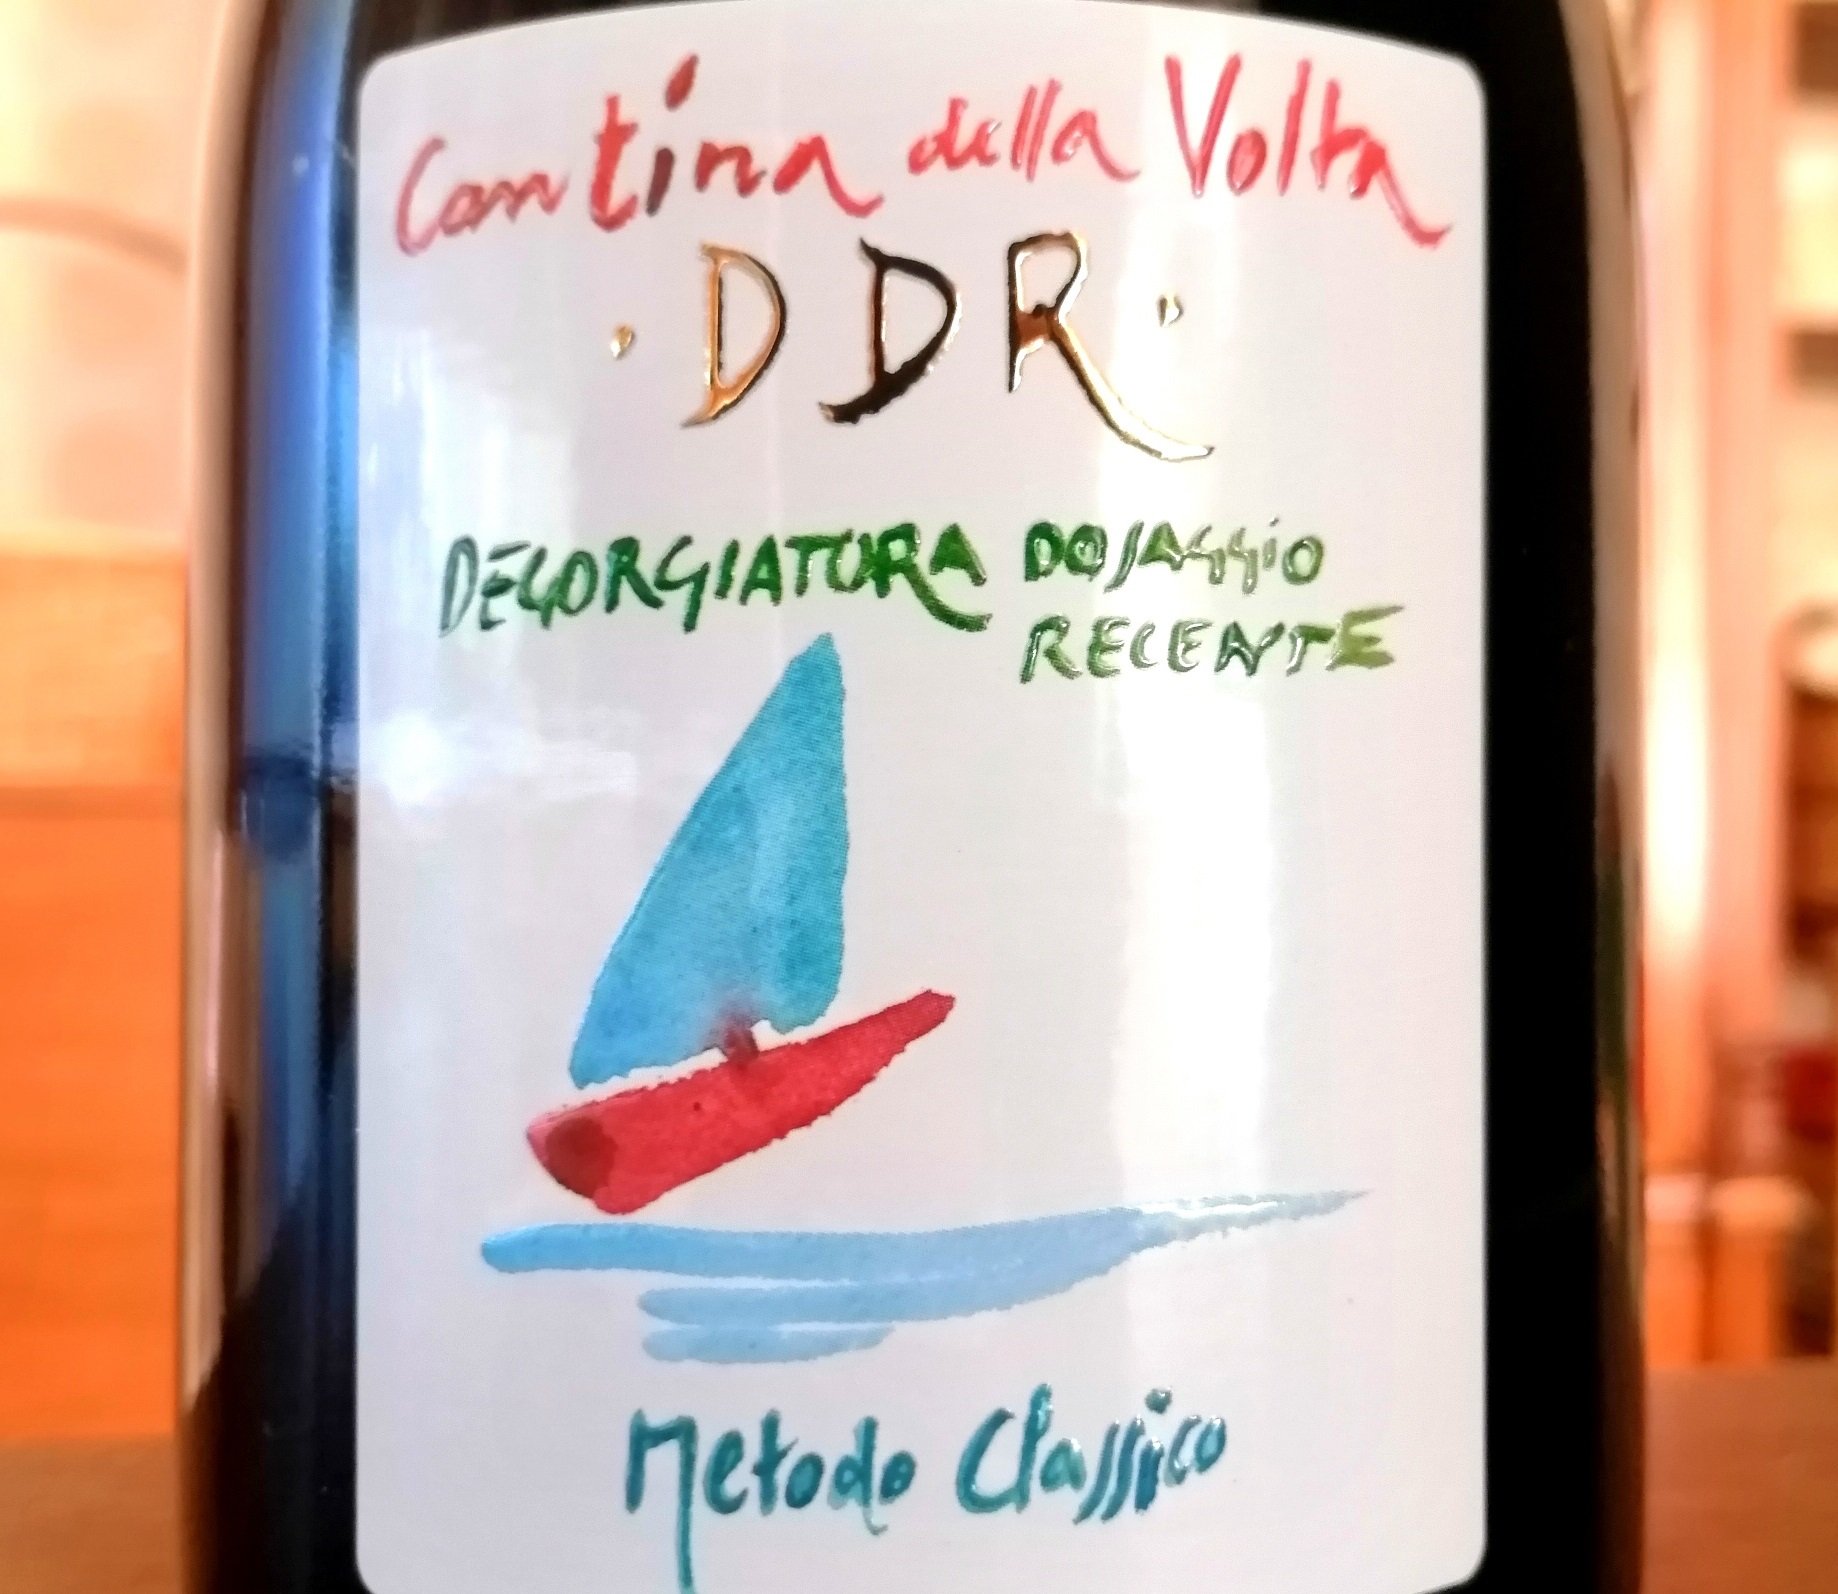 Cantina della Volta
· DDR ·
DEGORGIATURA DOSAGGIO
RECENTE
Metodo Classico